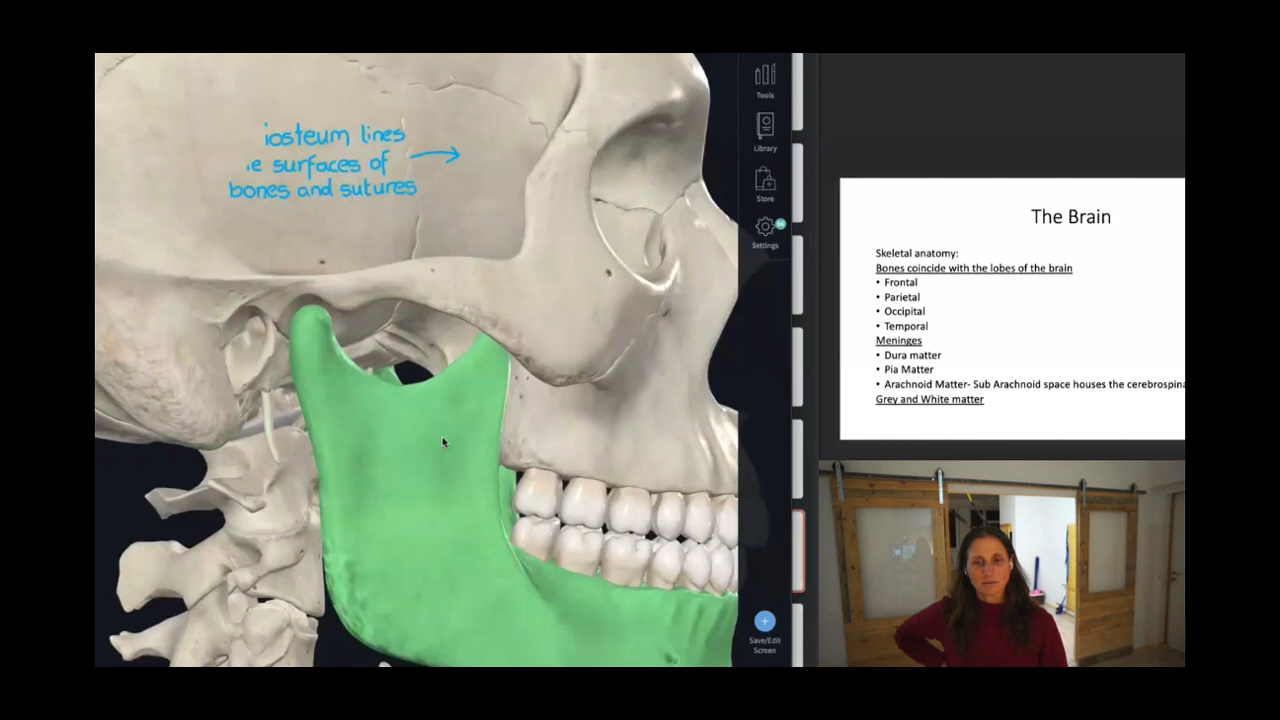 iosteum lines
ie surfaces of
bones and sutures
Tools
Library
Store
Settings
Save/Edit
Screen
The Brain
Skeletal anatomy:
Bones coincide with the lobes of the brain
• Frontal
• Parietal
• Occipital
• Temporal
Meninges
• Dura matter
• Pia Matter
• Arachnoid Matter- Sub Arachnoid space houses the cerebrospina
Grey and White matter